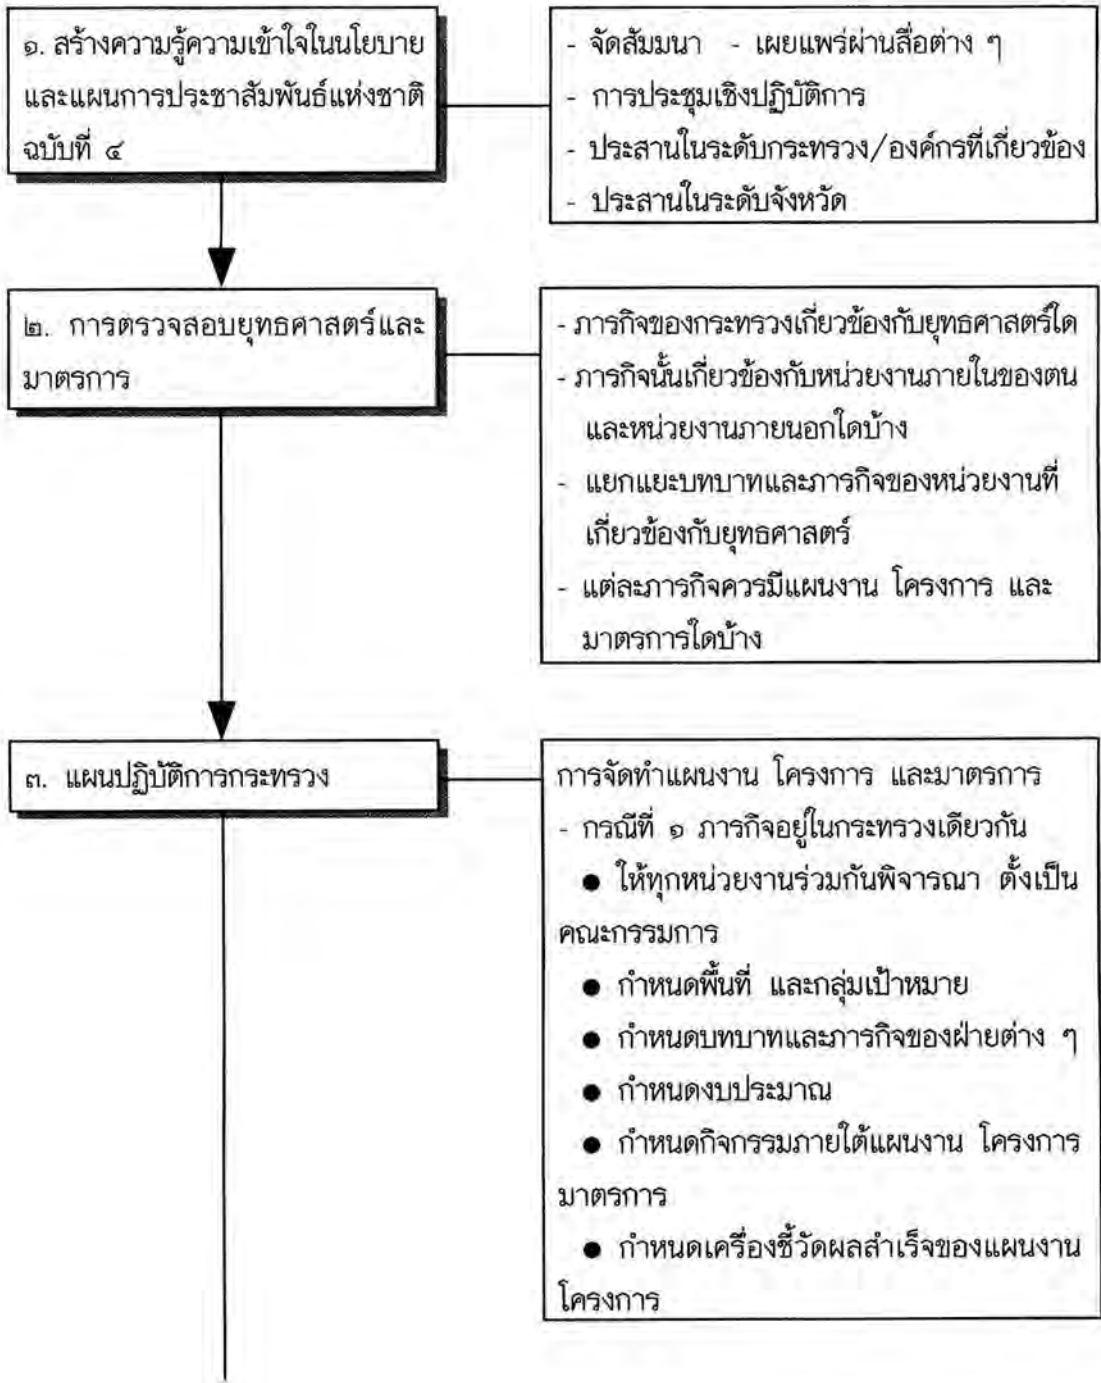 ๑. สร้างความรู้ความเข้าใจในนโยบาย
และแผนการประชาสัมพันธ์แห่งชาติ
ฉบับที่ ๔
- จัดสัมมนา - เผยแพร่ผ่านสื่อต่าง ๆ
- การประชุมเชิงปฏิบัติการ
- ประสานในระดับกระทรวง/องค์กรที่เกี่ยวข้อง
- ประสานในระดับจังหวัด
๒. การตรวจสอบยุทธศาสตร์และ
มาตรการ
- ภารกิจของกระทรวงเกี่ยวข้องกับยุทธศาสตร์ใด
- ภารกิจนั้นเกี่ยวข้องกับหน่วยงานภายในของตน
และหน่วยงานภายนอกใดบ้าง
- แยกแยะบทบาทและภารกิจของหน่วยงานที่
เกี่ยวข้องกับยุทธศาสตร์
- แต่ละภารกิจควรมีแผนงาน โครงการ และ
มาตรการใดบ้าง
๓. แผนปฏิบัติการกระทรวง
การจัดทำแผนงาน โครงการ และมาตรการ
- กรณีที่ ๑ ภารกิจอยู่ในกระทรวงเดียวกัน
● ให้ทุกหน่วยงานร่วมกันพิจารณา ตั้งเป็น
คณะกรรมการ
● กำหนดพื้นที่ และกลุ่มเป้าหมาย
● กำหนดบทบาทและภารกิจของฝ่ายต่าง ๆ
● กำหนดงบประมาณ
● กำหนดกิจกรรมภายใต้แผนงาน โครงการ
มาตรการ
● กำหนดเครื่องชี้วัดผลสำเร็จของแผนงาน
โครงการ